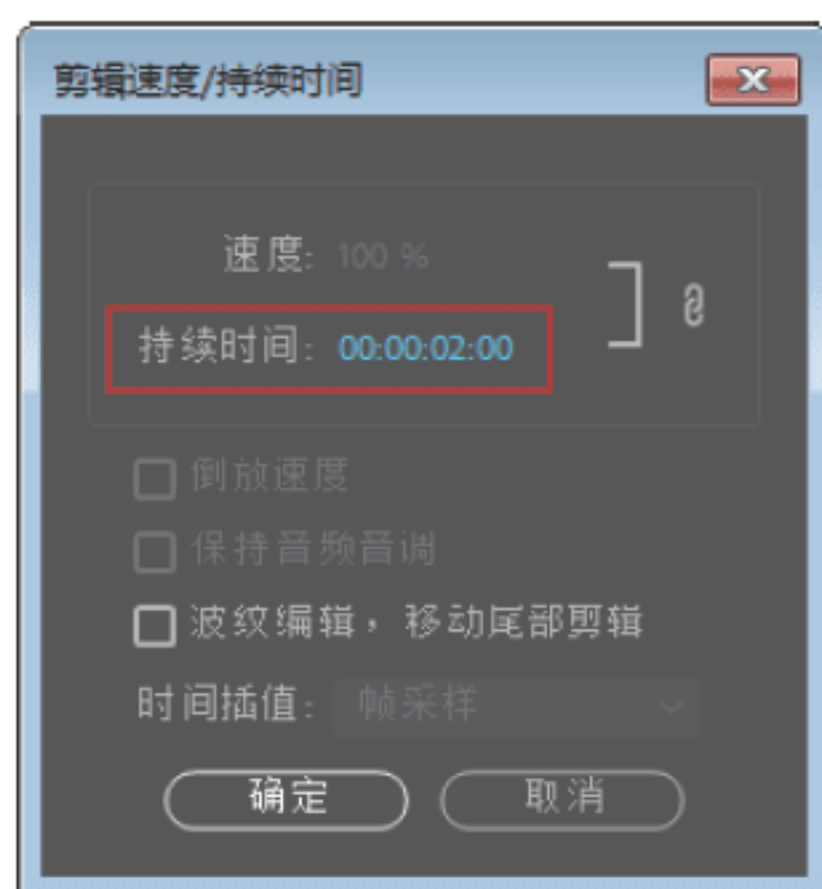 剪辑速度/持续时间
速度: 100 %
持续时间: 00:00:02:00
倒放速度
保持音频音调
波纹编辑，移动尾部剪辑
时间插值: 帧采样
确定 取消